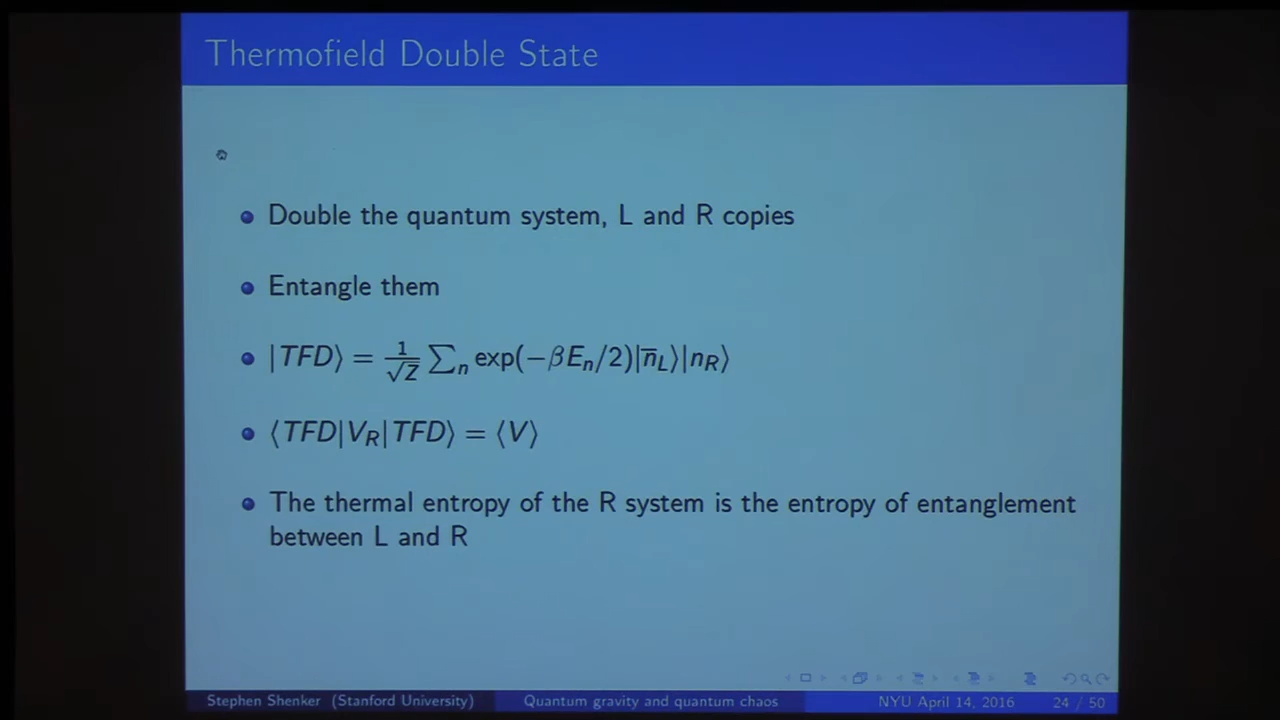 Thermofield Double State
Double the quantum system, L and R copies
Entangle them
|TFD⟩ = 1/√Z ∑ₙ exp(−βEₙ/2)|n̅_L⟩|n_R⟩
⟨TFD|V_R|TFD⟩ = ⟨V⟩
The thermal entropy of the R system is the entropy of entanglement
between L and R
Stephen Shenker (Stanford University)
Quantum gravity and quantum chaos
NYU April 14, 2016
24 / 50